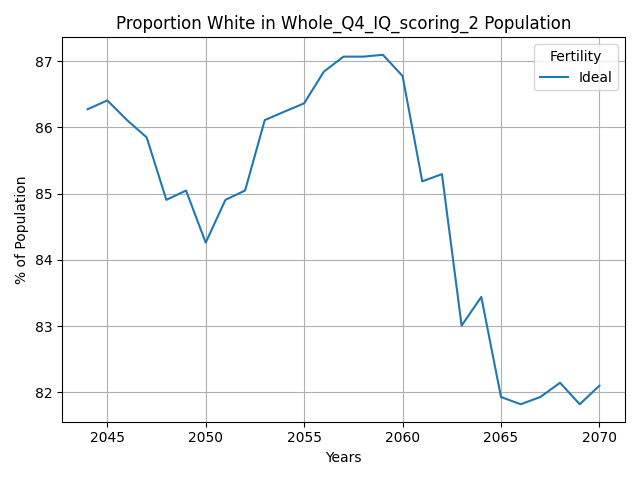 Proportion White in Whole_Q4_IQ_scoring_2 Population
Fertility
Ideal
87
86
85
84
83
82
% of Population
2045 2050 2055 2060 2065 2070
Years